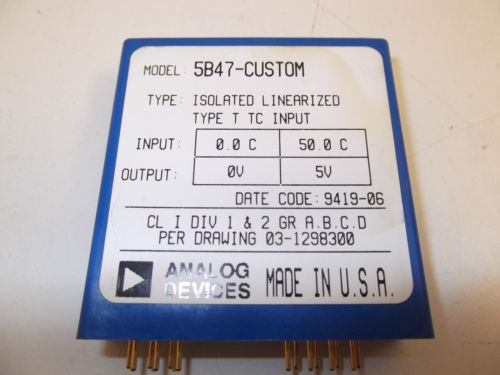 MODEL: 5B47-CUSTOM
TYPE: ISOLATED LINEARIZED
TYPE T TC INPUT
INPUT: 0.0 C 50.0 C
OUTPUT: 0V 5V
DATE CODE: 9419-06
CL I DIV 1 & 2 GR A.B.C.D
PER DRAWING 03-1298300
ANALOG
DEVICES
MADE IN U.S.A.